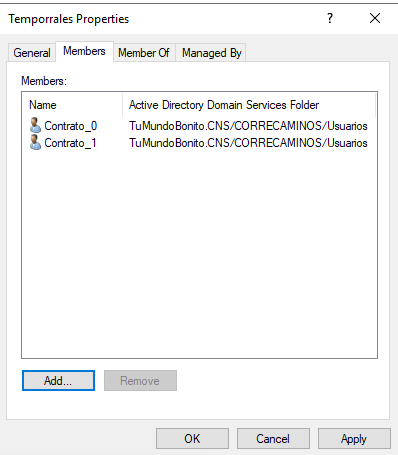 Temporrales Properties
?
General Members Member Of Managed By
Members:
Name Active Directory Domain Services Folder
Contrato_0 TuMundoBonito.CNS/CORRECAMINOS/Usuarios
Contrato_1 TuMundoBonito.CNS/CORRECAMINOS/Usuarios
Add... Remove
OK Cancel Apply